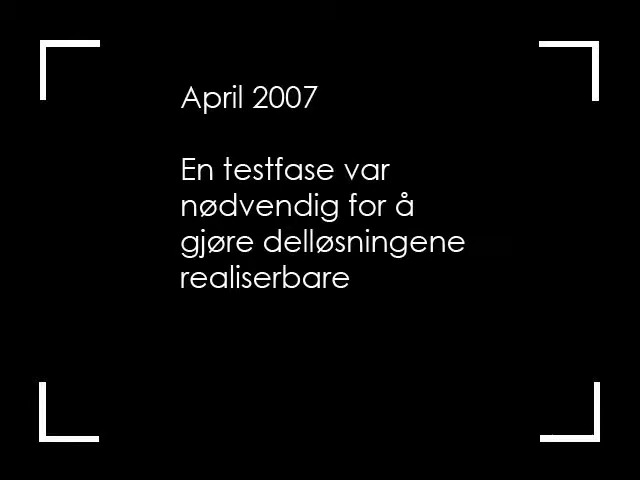 April 2007
En testfase var
nødvendig for å
gjøre delløsningene
realiserbare